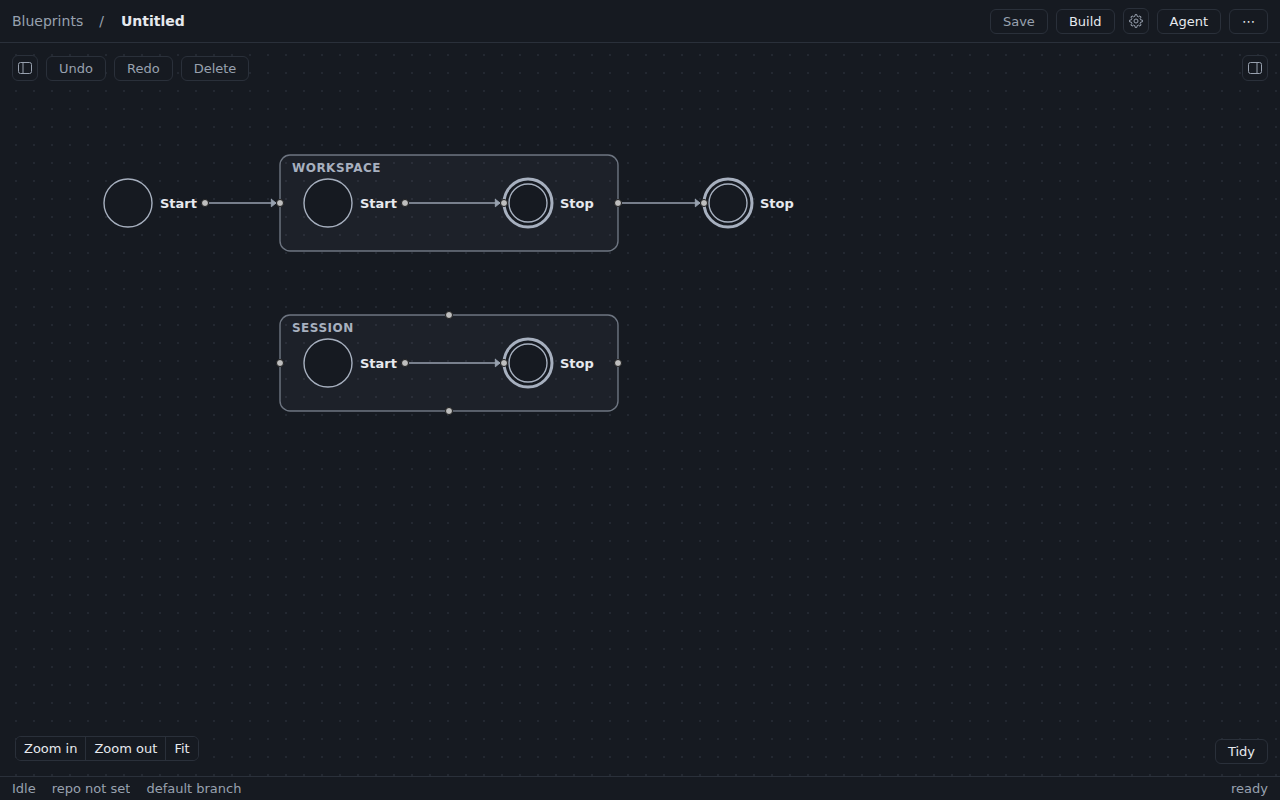 Blueprints / Untitled
Save Build Agent ···
Undo Redo Delete
WORKSPACE
Start Start Stop Stop
SESSION
Start Stop
Zoom in Zoom out Fit
Tidy
Idle repo not set default branch ready